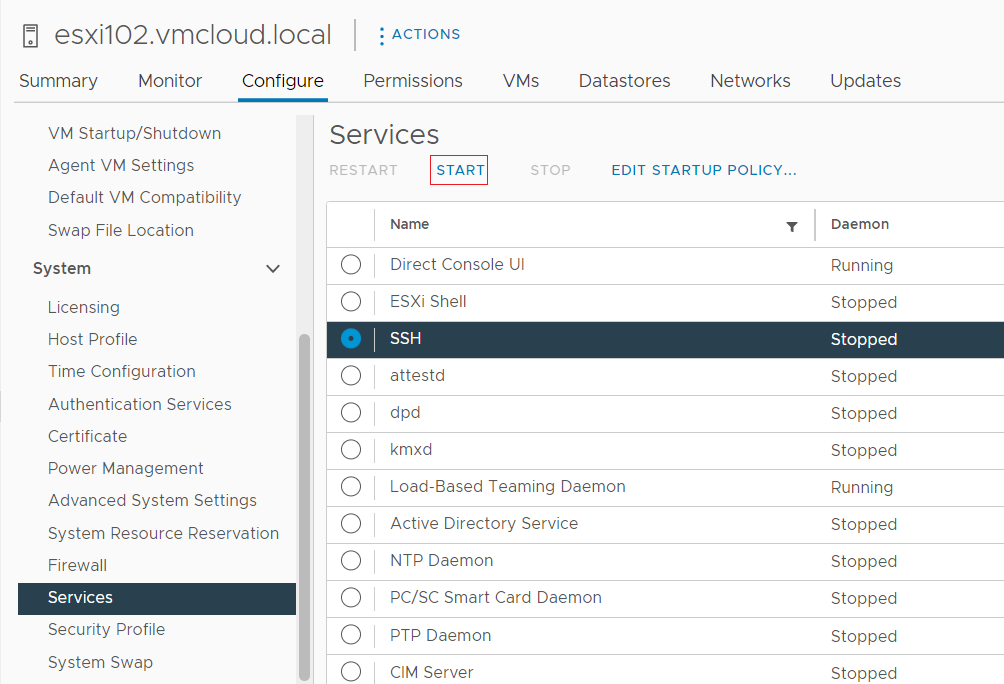 esxi102.vmcloud.local ACTIONS
Summary Monitor Configure Permissions VMs Datastores Networks Updates
VM Startup/Shutdown
Agent VM Settings
Default VM Compatibility
Swap File Location
System
Licensing
Host Profile
Time Configuration
Authentication Services
Certificate
Power Management
Advanced System Settings
System Resource Reservation
Firewall
Services
Security Profile
System Swap
Services
RESTART START STOP EDIT STARTUP POLICY...
Name Daemon
Direct Console UI Running
ESXi Shell Stopped
SSH Stopped
attestd Stopped
dpd Stopped
kmxd Stopped
Load-Based Teaming Daemon Running
Active Directory Service Stopped
NTP Daemon Stopped
PC/SC Smart Card Daemon Stopped
PTP Daemon Stopped
CIM Server Stopped